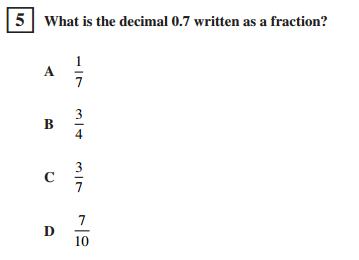 5 What is the decimal 0.7 written as a fraction?
A 1/7
B 3/4
C 3/7
D 7/10